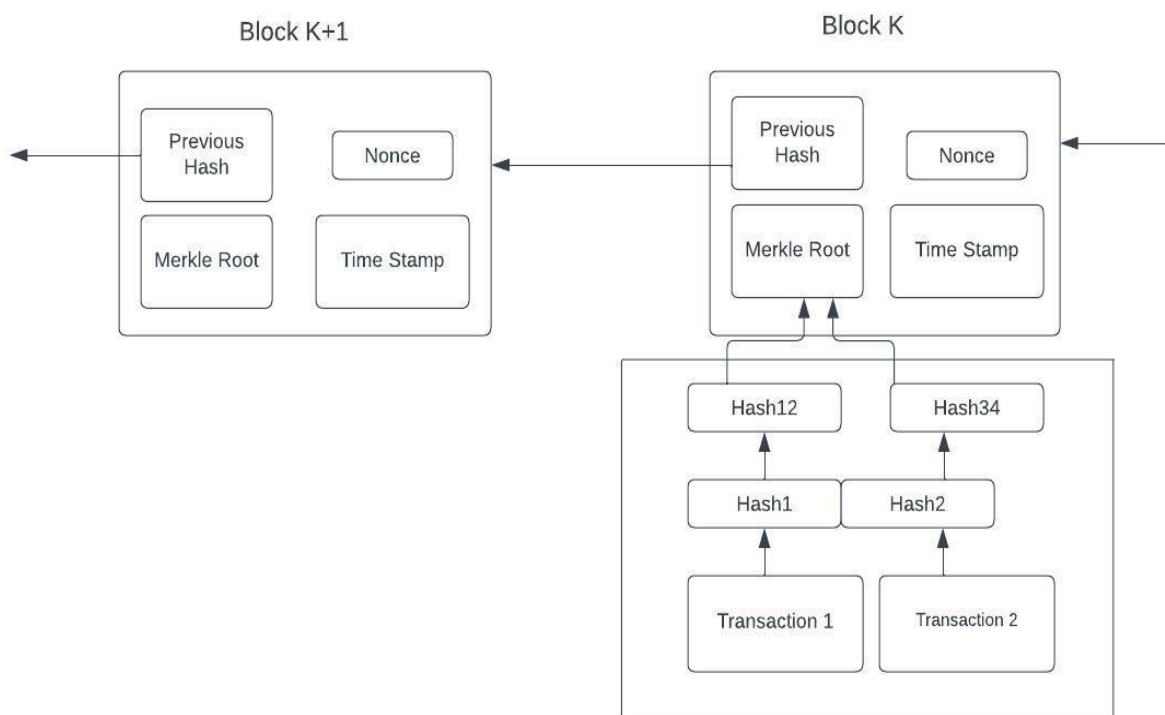 Block K+1
Block K
Previous
Hash
Nonce
Merkle Root
Time Stamp
Previous
Hash
Nonce
Merkle Root
Time Stamp
Hash12
Hash34
Hash1
Hash2
Transaction 1
Transaction 2